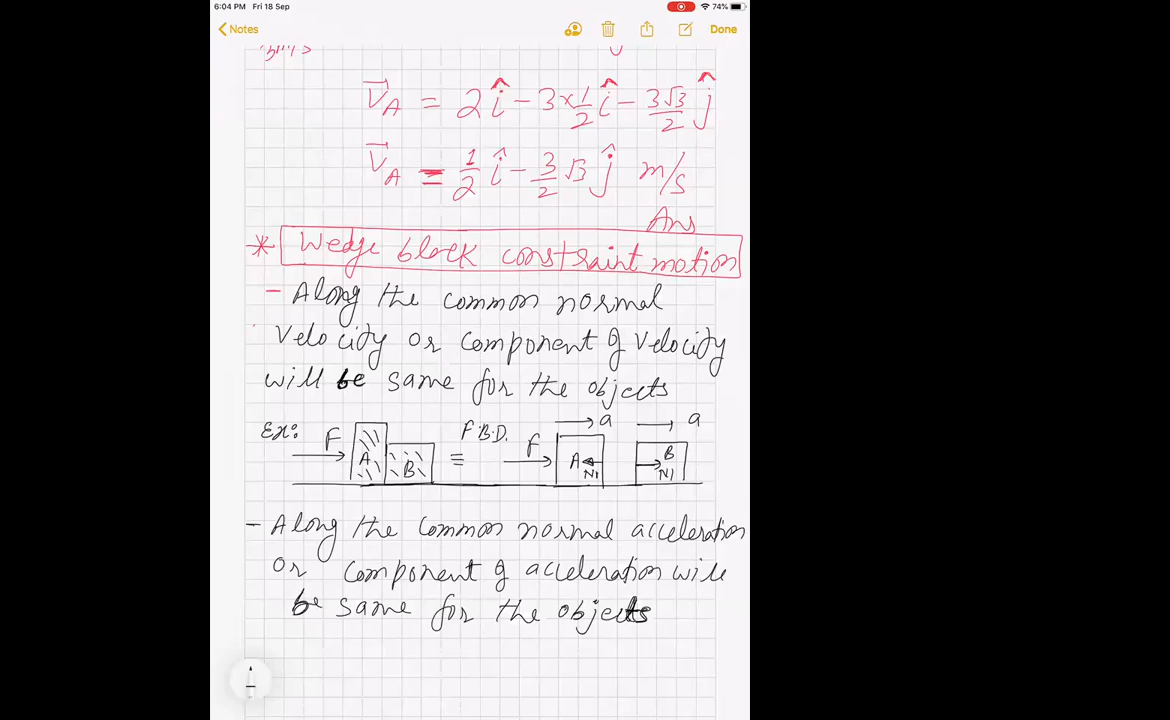 6:04 PM Fri 18 Sep
74%
Notes
Done
V⃗A = 2î - 3×1/2 î - 3√3/2 ĵ
V⃗A = 1/2 î - 3/2 √3 ĵ m/s
Ans
* Wedge block constraint motion
- Along the common normal
velocity or component of velocity
will be same for the objects
Ex: F A B ≡ F.B.D. F A N1 a B N1 a
- Along the common normal acceleration
or component of acceleration will
be same for the objects